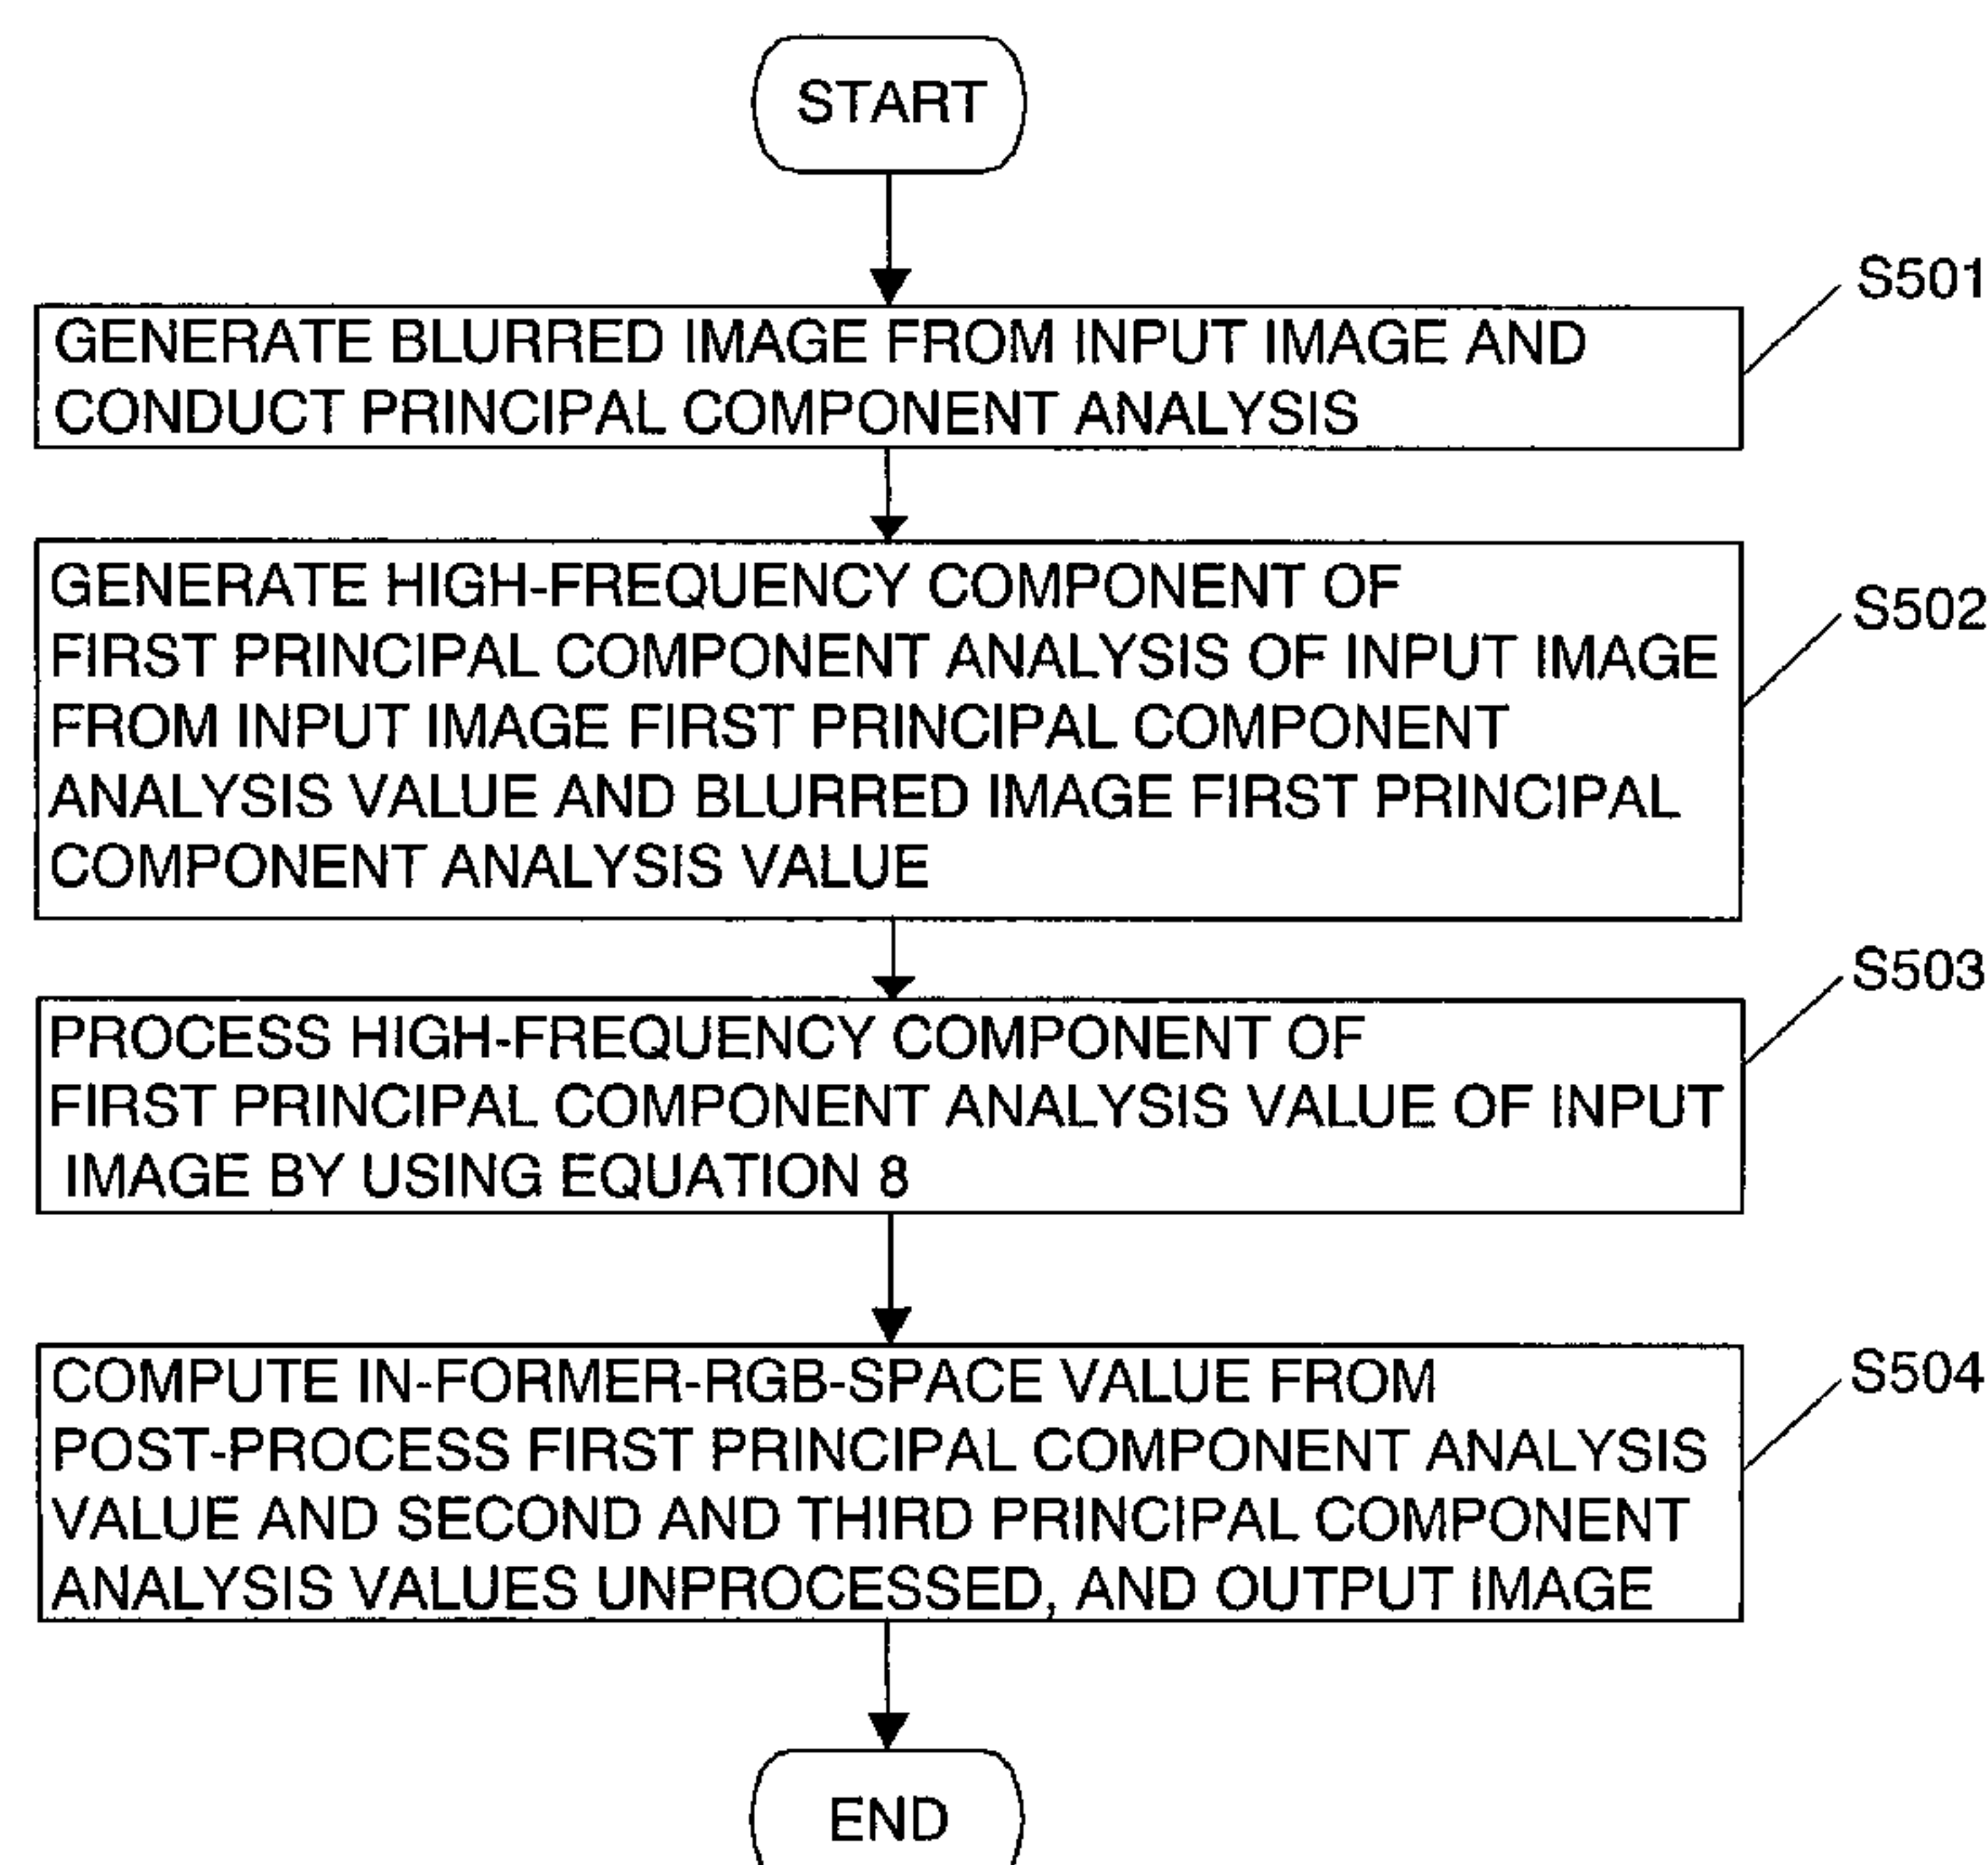 START
S501
GENERATE BLURRED IMAGE FROM INPUT IMAGE AND
CONDUCT PRINCIPAL COMPONENT ANALYSIS
S502
GENERATE HIGH-FREQUENCY COMPONENT OF
FIRST PRINCIPAL COMPONENT ANALYSIS OF INPUT IMAGE
FROM INPUT IMAGE FIRST PRINCIPAL COMPONENT
ANALYSIS VALUE AND BLURRED IMAGE FIRST PRINCIPAL
COMPONENT ANALYSIS VALUE
S503
PROCESS HIGH-FREQUENCY COMPONENT OF
FIRST PRINCIPAL COMPONENT ANALYSIS VALUE OF INPUT
IMAGE BY USING EQUATION 8
S504
COMPUTE IN-FORMER-RGB-SPACE VALUE FROM
POST-PROCESS FIRST PRINCIPAL COMPONENT ANALYSIS
VALUE AND SECOND AND THIRD PRINCIPAL COMPONENT
ANALYSIS VALUES UNPROCESSED, AND OUTPUT IMAGE
END